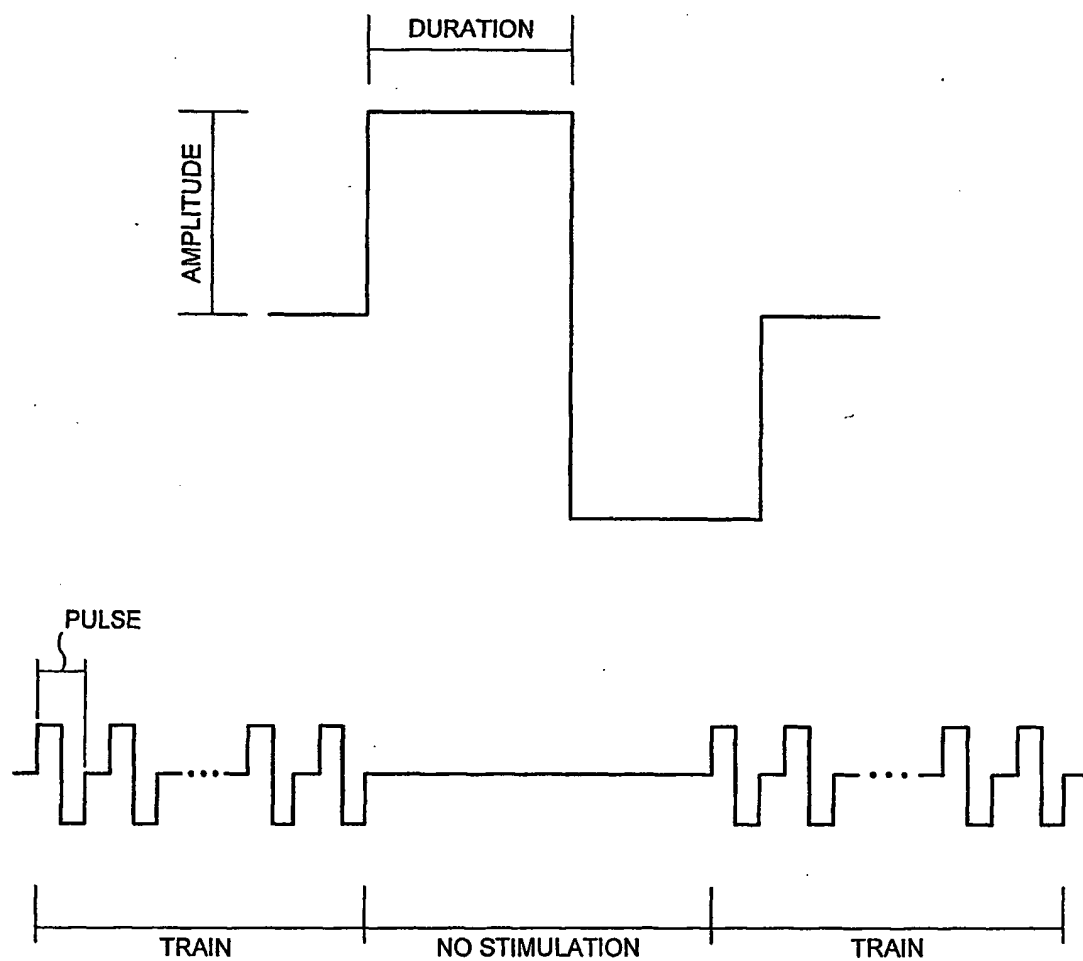 DURATION
AMPLITUDE
PULSE
TRAIN
NO STIMULATION
TRAIN